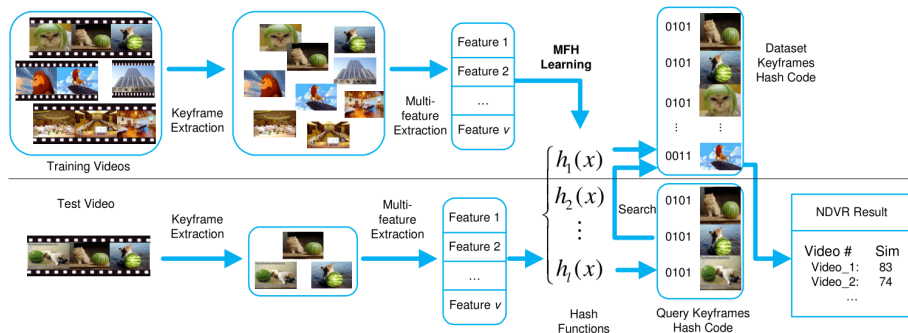 Training Videos
Keyframe
Extraction
Multi-
feature
Extraction
Feature 1
Feature 2
...
Feature v
MFH
Learning
0101
0101
0101
⋮ ⋮
0011
Dataset
Keyframes
Hash Code
Test Video
Keyframe
Extraction
Multi-
feature
Extraction
Feature 1
Feature 2
...
Feature v
h₁(x)
h₂(x)
⋮
hₗ(x)
Hash
Functions
Search
0101
0101
0101
Query Keyframes
Hash Code
NDVR Result
Video # Sim
Video_1: 83
Video_2: 74
...